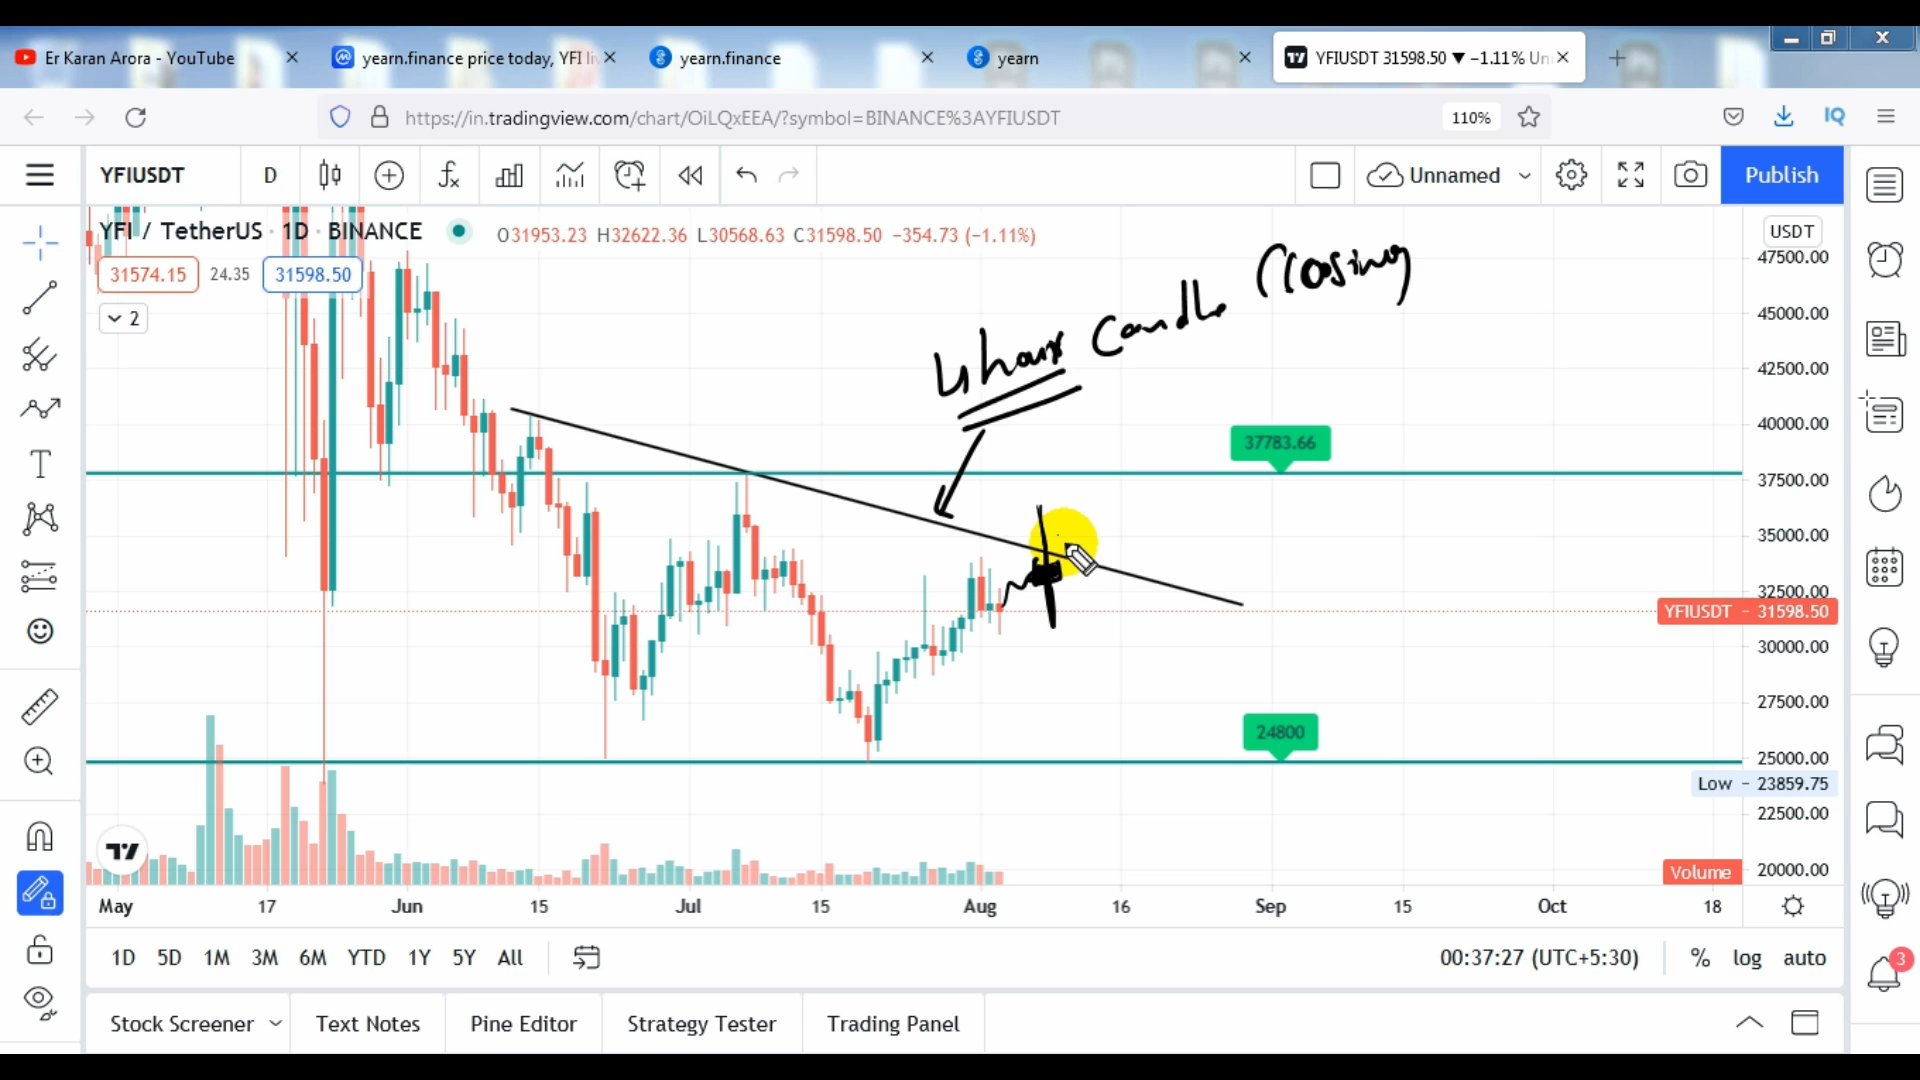 Er Karan Arora - YouTube
yearn.finance price today, YFI li
yearn.finance
yearn
YFIUSDT 31598.50 ▼ −1.11% Un
https://in.tradingview.com/chart/OiLQxEEA/?symbol=BINANCE%3AYFIUSDT
110%
IQ
YFIUSDT
D
Unnamed
Publish
YFI / TetherUS · 1D · BINANCE
O31953.23 H32622.36 L30568.63 C31598.50 −354.73 (−1.11%)
31574.15
24.35
31598.50
2
4 hour Candle Closing
USDT
47500.00
45000.00
42500.00
40000.00
37783.66
37500.00
35000.00
32500.00
YFIUSDT − 31598.50
30000.00
27500.00
24800
25000.00
Low − 23859.75
22500.00
Volume
20000.00
May 17 Jun 15 Jul 15 Aug 16 Sep 15 Oct 18
1D 5D 1M 3M 6M YTD 1Y 5Y All
00:37:27 (UTC+5:30)
% log auto
3
Stock Screener
Text Notes
Pine Editor
Strategy Tester
Trading Panel